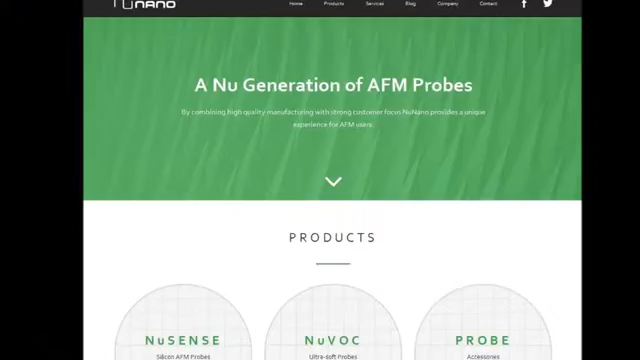 NUNANO
Home Products Services Blog Company Contact
A Nu Generation of AFM Probes
By combining high quality manufacturing with strong customer focus NuNano provides a unique
experience for AFM users.
PRODUCTS
NuSENSE NuVOC PROBE
Silicon AFM Probes Ultra-soft Probes Accessories